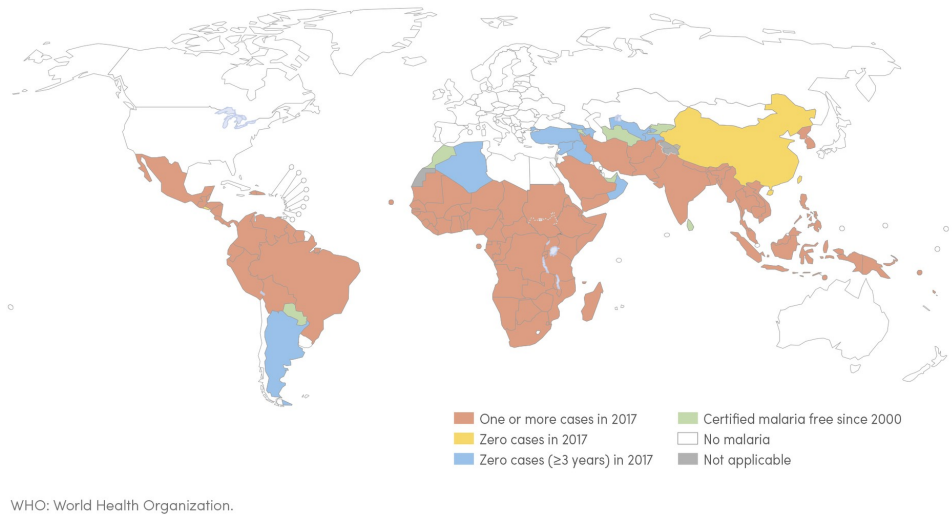 One or more cases in 2017
Zero cases in 2017
Zero cases (≥3 years) in 2017
Certified malaria free since 2000
No malaria
Not applicable
WHO: World Health Organization.